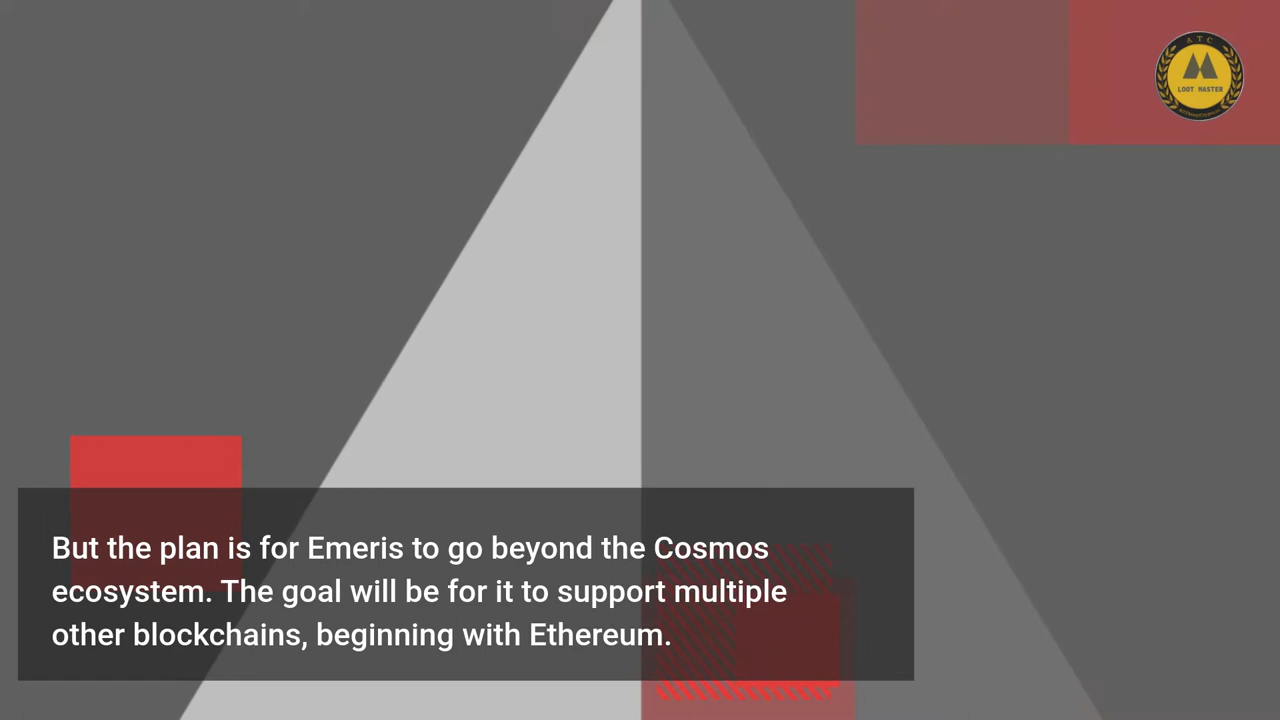 A T C
LOOT MASTER
But the plan is for Emeris to go beyond the Cosmos
ecosystem. The goal will be for it to support multiple
other blockchains, beginning with Ethereum.